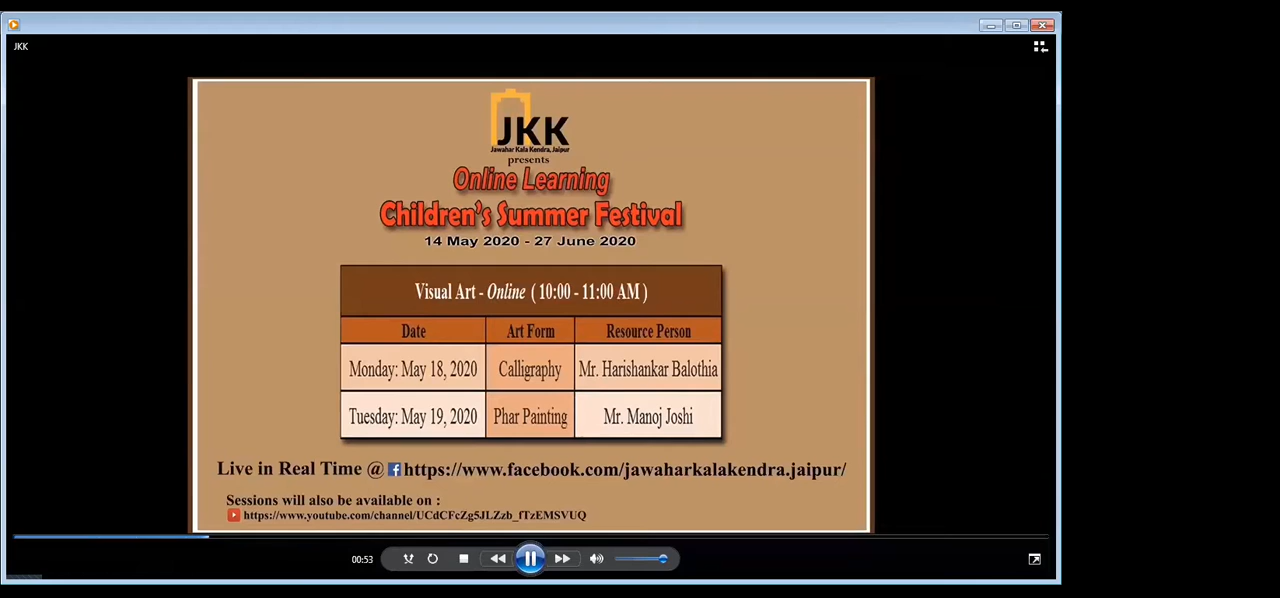 JKK
JKK
Jawahar Kala Kendra, Jaipur
presents
Online Learning
Children's Summer Festival
14 May 2020 - 27 June 2020
Visual Art - Online ( 10:00 - 11:00 AM )
Date Art Form Resource Person
Monday: May 18, 2020 Calligraphy Mr. Harishankar Balothia
Tuesday: May 19, 2020 Phar Painting Mr. Manoj Joshi
Live in Real Time @ f https://www.facebook.com/jawaharkalakendra.jaipur/
Sessions will also be available on :
https://www.youtube.com/channel/UCdCFcZg5JLZzb_fTzEMSVUQ
00:53